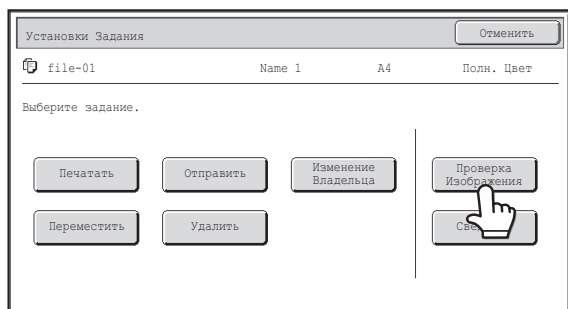 Установки Задания
Отменить
file-01 Name 1 A4 Полн. Цвет
Выберите задание.
Печатать Отправить Изменение Владельца Проверка Изображения
Переместить Удалить